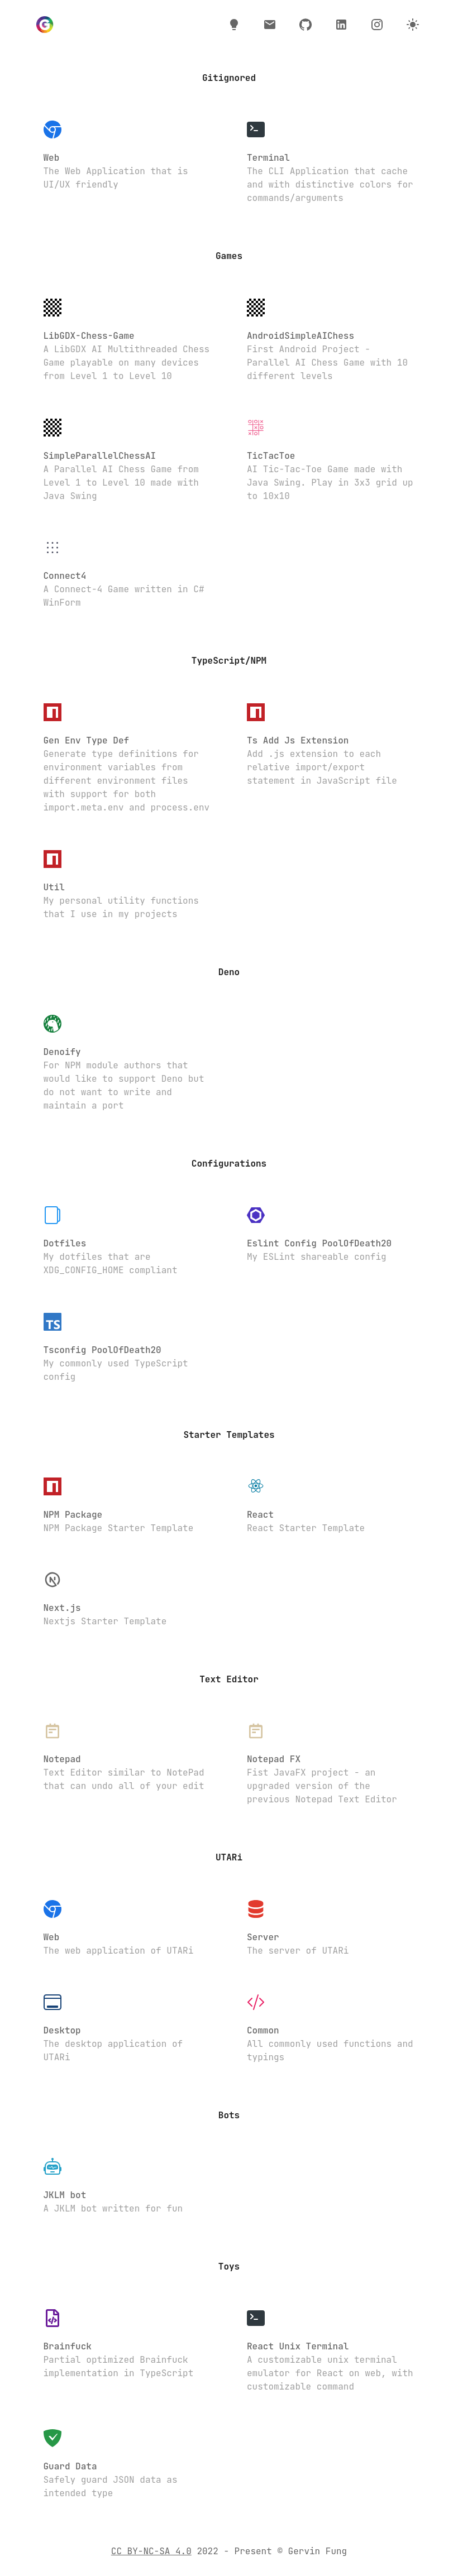 Gitignored
Web
The Web Application that is
UI/UX friendly
Terminal
The CLI Application that cache
and with distinctive colors for
commands/arguments
Games
LibGDX-Chess-Game
A LibGDX AI Multithreaded Chess
Game playable on many devices
from Level 1 to Level 10
AndroidSimpleAIChess
First Android Project -
Parallel AI Chess Game with 10
different levels
SimpleParallelChessAI
A Parallel AI Chess Game from
Level 1 to Level 10 made with
Java Swing
TicTacToe
AI Tic-Tac-Toe Game made with
Java Swing. Play in 3x3 grid up
to 10x10
Connect4
A Connect-4 Game written in C#
WinForm
TypeScript/NPM
Gen Env Type Def
Generate type definitions for
environment variables from
different environment files
with support for both
import.meta.env and process.env
Ts Add Js Extension
Add .js extension to each
relative import/export
statement in JavaScript file
Util
My personal utility functions
that I use in my projects
Deno
Denoify
For NPM module authors that
would like to support Deno but
do not want to write and
maintain a port
Configurations
Dotfiles
My dotfiles that are
XDG_CONFIG_HOME compliant
Eslint Config PoolOfDeath20
My ESLint shareable config
TS
Tsconfig PoolOfDeath20
My commonly used TypeScript
config
Starter Templates
NPM Package
NPM Package Starter Template
React
React Starter Template
Next.js
Nextjs Starter Template
Text Editor
Notepad
Text Editor similar to NotePad
that can undo all of your edit
Notepad FX
Fist JavaFX project - an
upgraded version of the
previous Notepad Text Editor
UTARi
Web
The web application of UTARi
Server
The server of UTARi
Desktop
The desktop application of
UTARi
Common
All commonly used functions and
typings
Bots
JKLM bot
A JKLM bot written for fun
Toys
Brainfuck
Partial optimized Brainfuck
implementation in TypeScript
React Unix Terminal
A customizable unix terminal
emulator for React on web, with
customizable command
Guard Data
Safely guard JSON data as
intended type
CC BY-NC-SA 4.0 2022 - Present © Gervin Fung